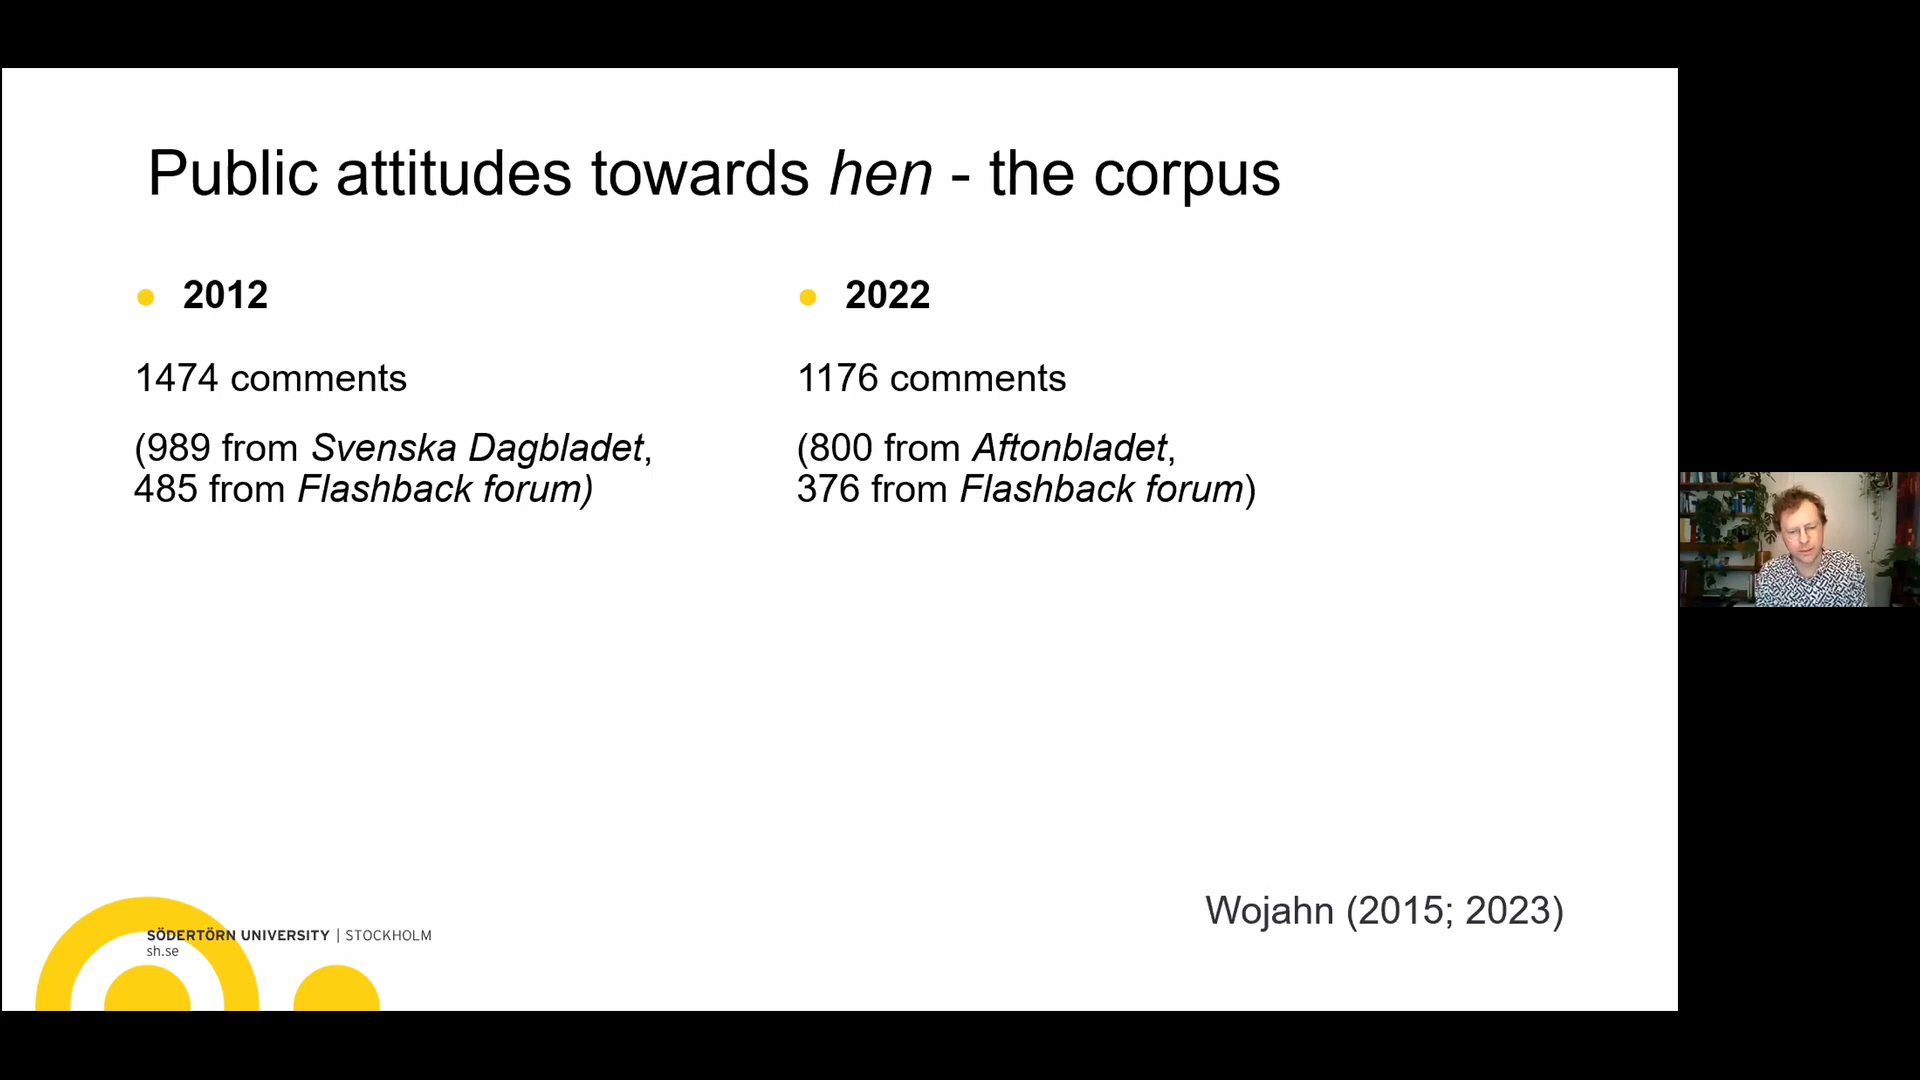 Public attitudes towards hen - the corpus
2012
1474 comments
(989 from Svenska Dagbladet,
485 from Flashback forum)
2022
1176 comments
(800 from Aftonbladet,
376 from Flashback forum)
Wojahn (2015; 2023)
SÖDERTÖRN UNIVERSITY | STOCKHOLM
sh.se